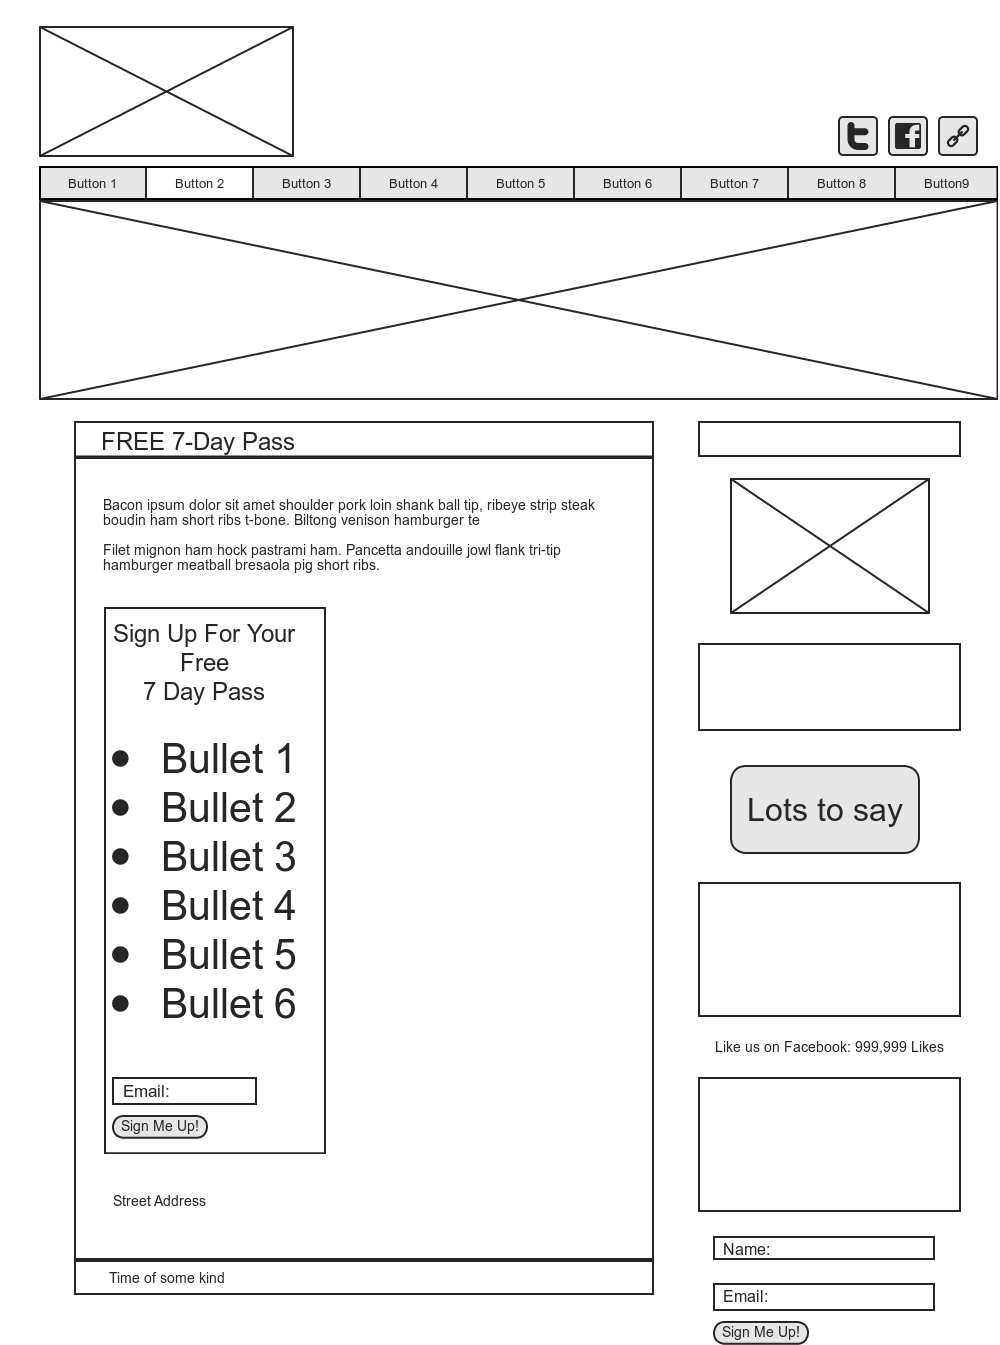 Button 1
Button 2
Button 3
Button 4
Button 5
Button 6
Button 7
Button 8
Button9
FREE 7-Day Pass
Bacon ipsum dolor sit amet shoulder pork loin shank ball tip, ribeye strip steak
boudin ham short ribs t-bone. Biltong venison hamburger te
Filet mignon ham hock pastrami ham. Pancetta andouille jowl flank tri-tip
hamburger meatball bresaola pig short ribs.
Sign Up For Your
Free
7 Day Pass
• Bullet 1
• Bullet 2
• Bullet 3
• Bullet 4
• Bullet 5
• Bullet 6
Email:
Sign Me Up!
Street Address
Time of some kind
Lots to say
Like us on Facebook: 999,999 Likes
Name:
Email:
Sign Me Up!